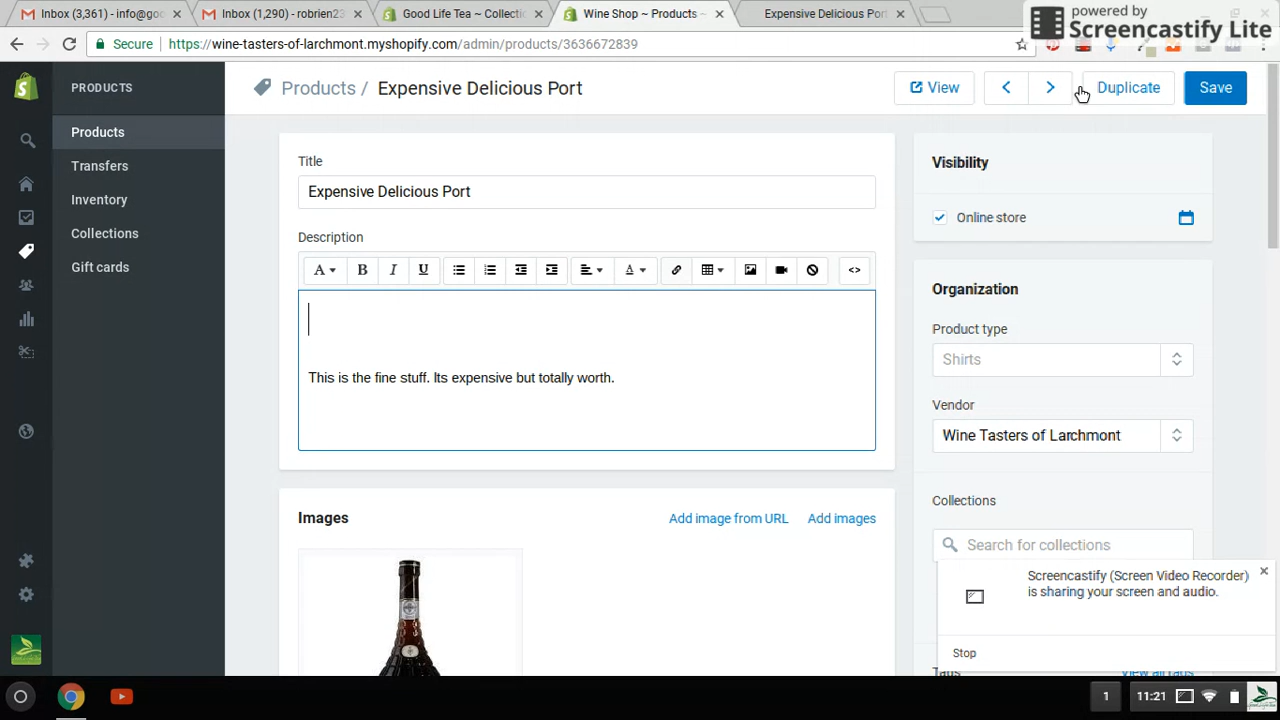 Inbox (3,361) - info@goo
Inbox (1,290) - robrien2
Good Life Tea ~ Collectio
Wine Shop ~ Products ~
Expensive Delicious Port
powered by
Screencastify Lite
Secure
https://wine-tasters-of-larchmont.myshopify.com/admin/products/3636672839
PRODUCTS
Products
Transfers
Inventory
Collections
Gift cards
Products / Expensive Delicious Port
View
Duplicate
Save
Title
Expensive Delicious Port
Description
A
B
I
U
A
<>
This is the fine stuff. Its expensive but totally worth.
Images
Add image from URL
Add images
Visibility
Online store
Organization
Product type
Shirts
Vendor
Wine Tasters of Larchmont
Collections
Search for collections
Screencastify (Screen Video Recorder)
is sharing your screen and audio.
Stop
Tags
View all tags
1
11:21